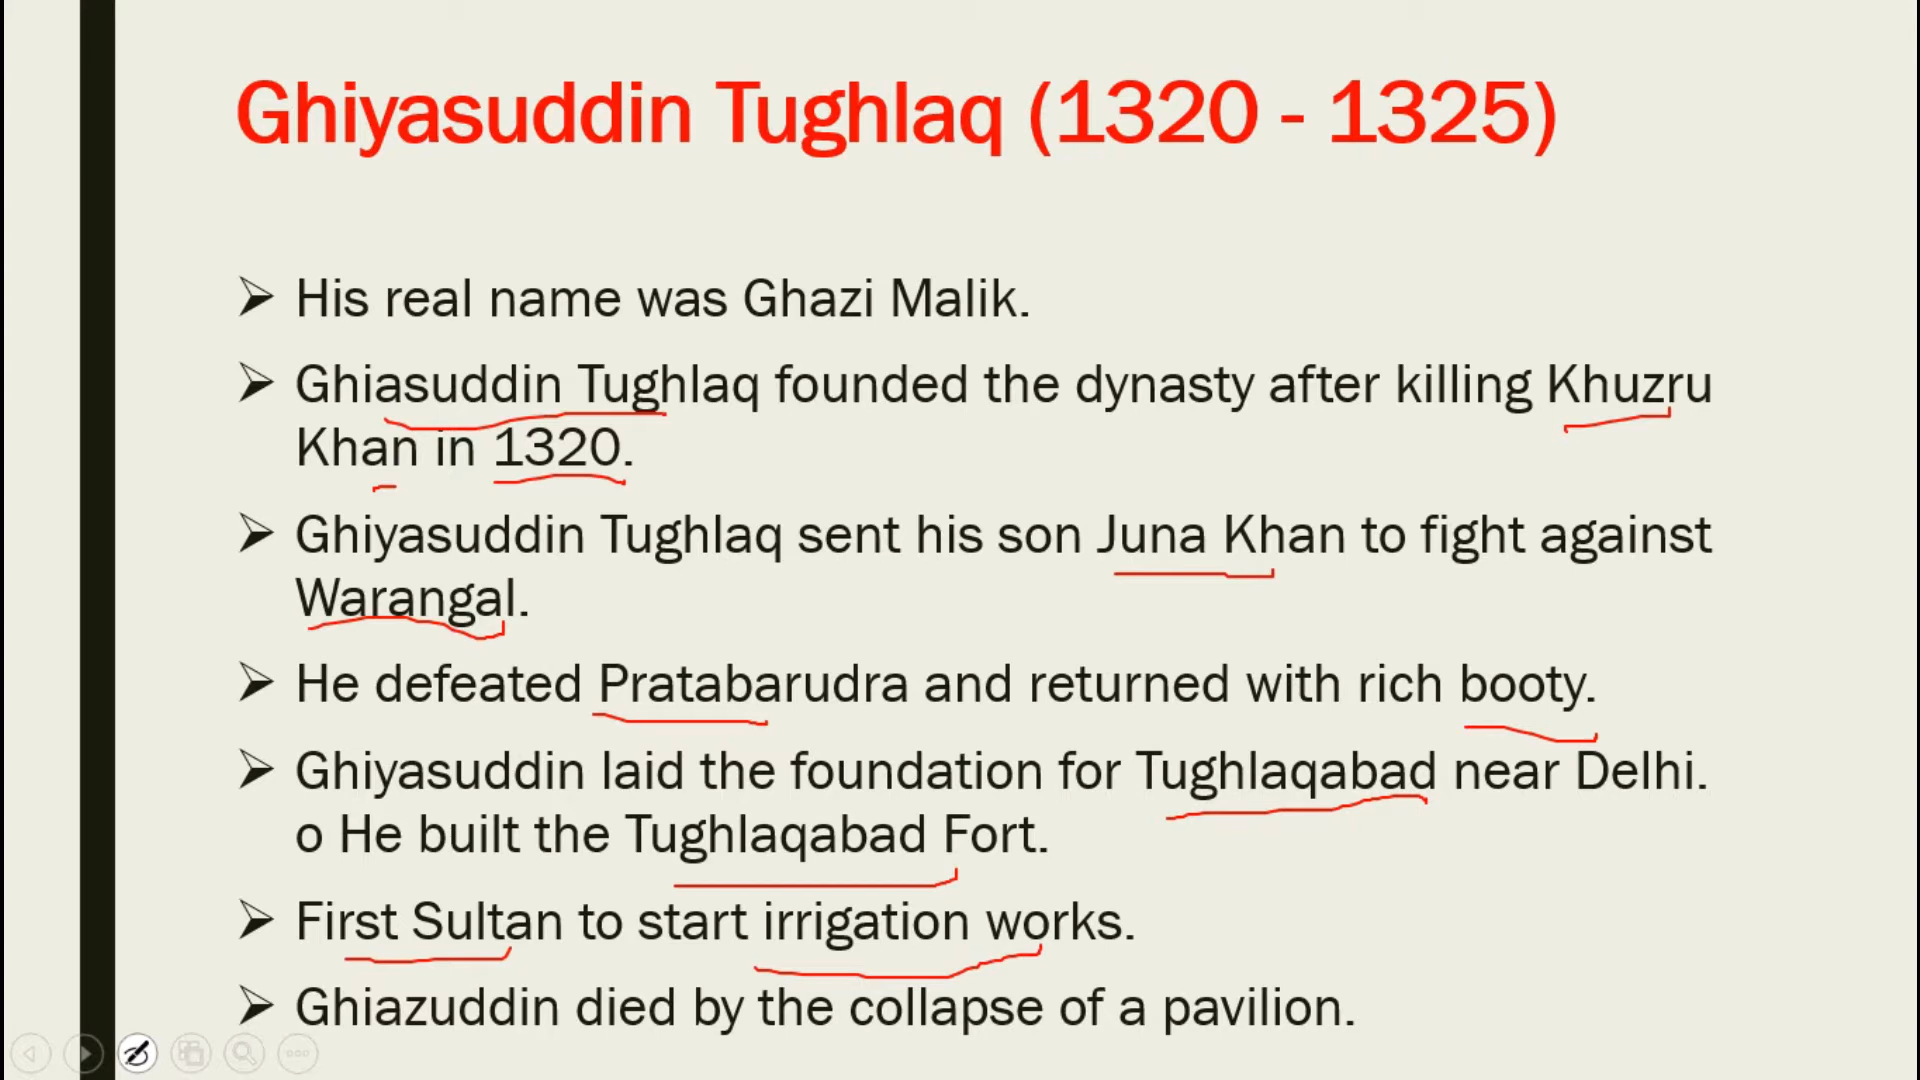 Ghiyasuddin Tughlaq (1320 - 1325)
➢ His real name was Ghazi Malik.
➢ Ghiasuddin Tughlaq founded the dynasty after killing Khuzru
Khan in 1320.
➢ Ghiyasuddin Tughlaq sent his son Juna Khan to fight against
Warangal.
➢ He defeated Pratabarudra and returned with rich booty.
➢ Ghiyasuddin laid the foundation for Tughlaqabad near Delhi.
o He built the Tughlaqabad Fort.
➢ First Sultan to start irrigation works.
➢ Ghiazuddin died by the collapse of a pavilion.